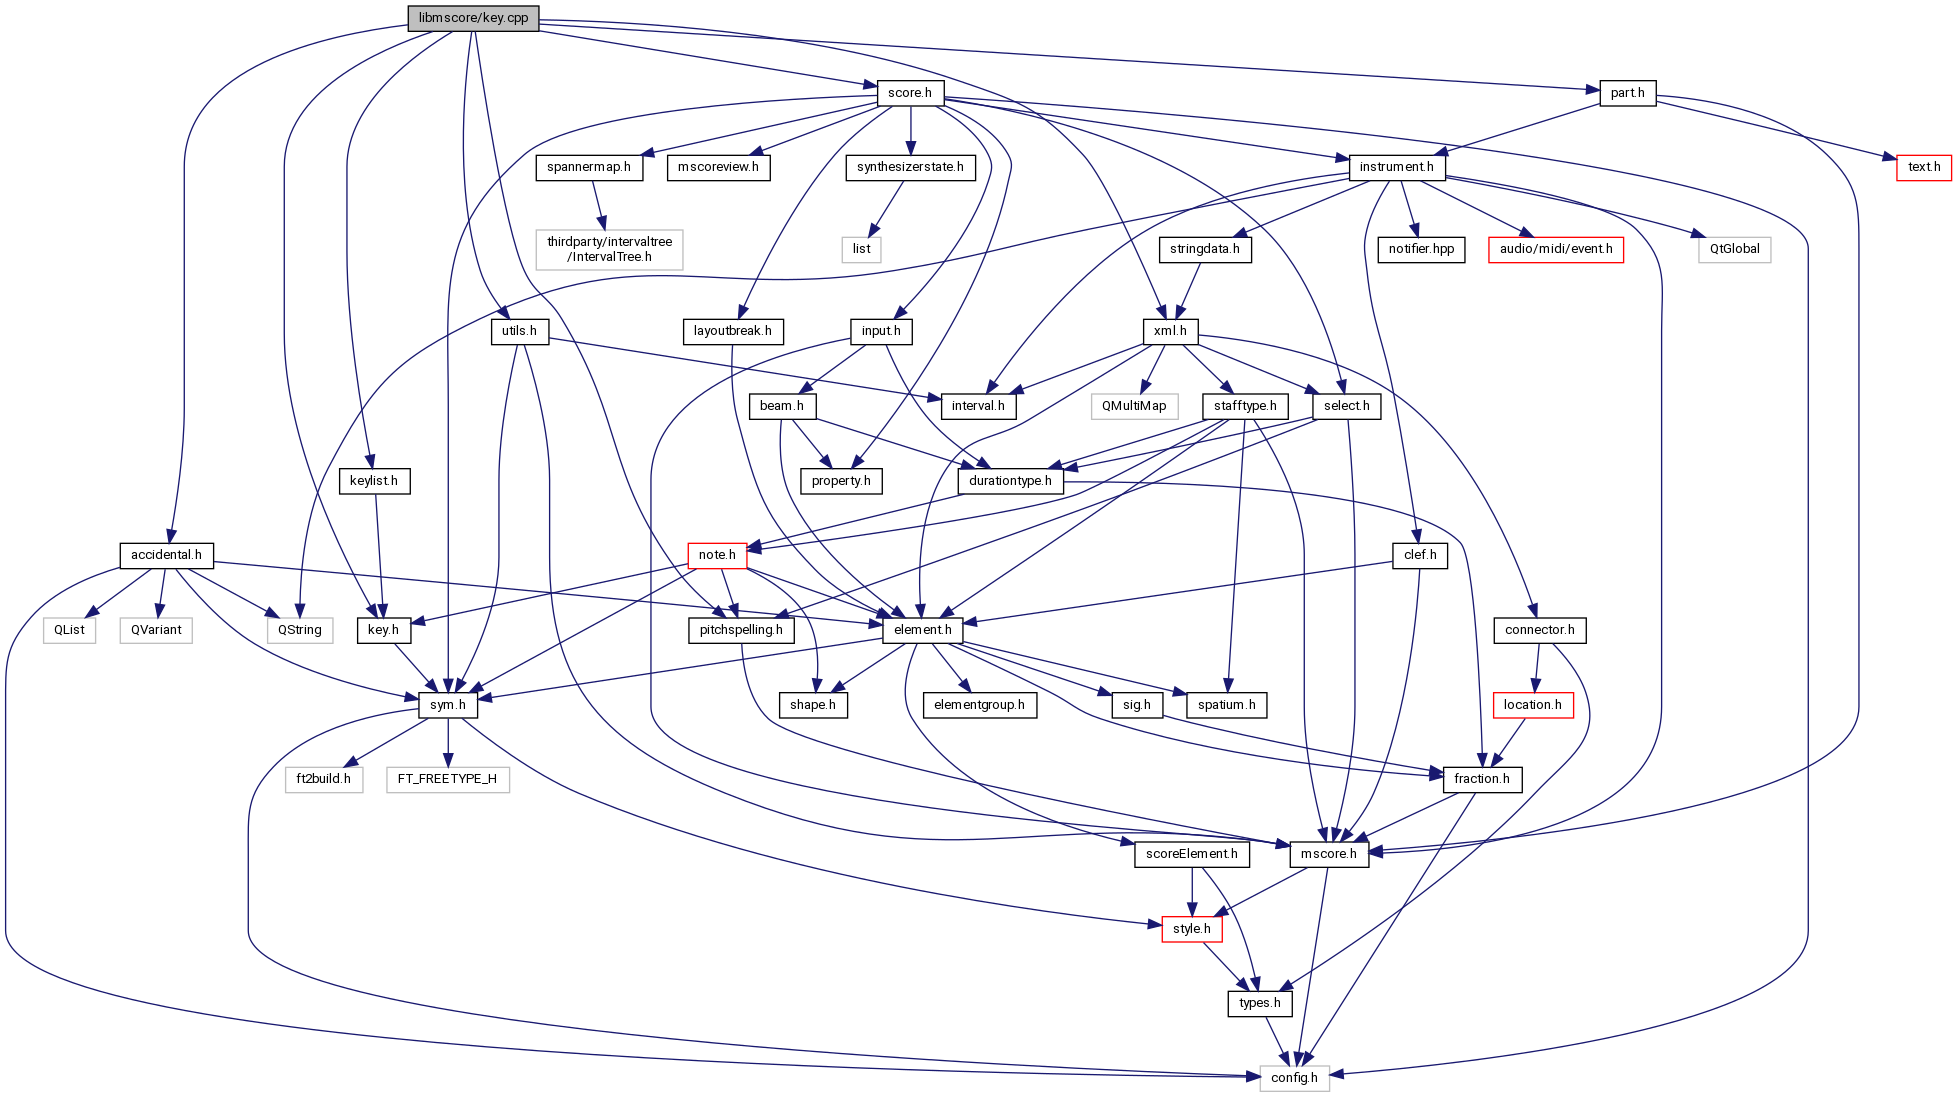 libmscore/key.cpp
score.h
part.h
spannermap.h
mscoreview.h
synthesizerstate.h
instrument.h
text.h
thirdparty/intervaltree
/IntervalTree.h
list
stringdata.h
notifier.hpp
audio/midi/event.h
QtGlobal
utils.h
layoutbreak.h
input.h
xml.h
beam.h
interval.h
QMultiMap
stafftype.h
select.h
keylist.h
property.h
durationtype.h
accidental.h
note.h
clef.h
QList
QVariant
QString
key.h
pitchspelling.h
element.h
connector.h
sym.h
shape.h
elementgroup.h
sig.h
spatium.h
location.h
ft2build.h
FT_FREETYPE_H
fraction.h
scoreElement.h
mscore.h
style.h
types.h
config.h